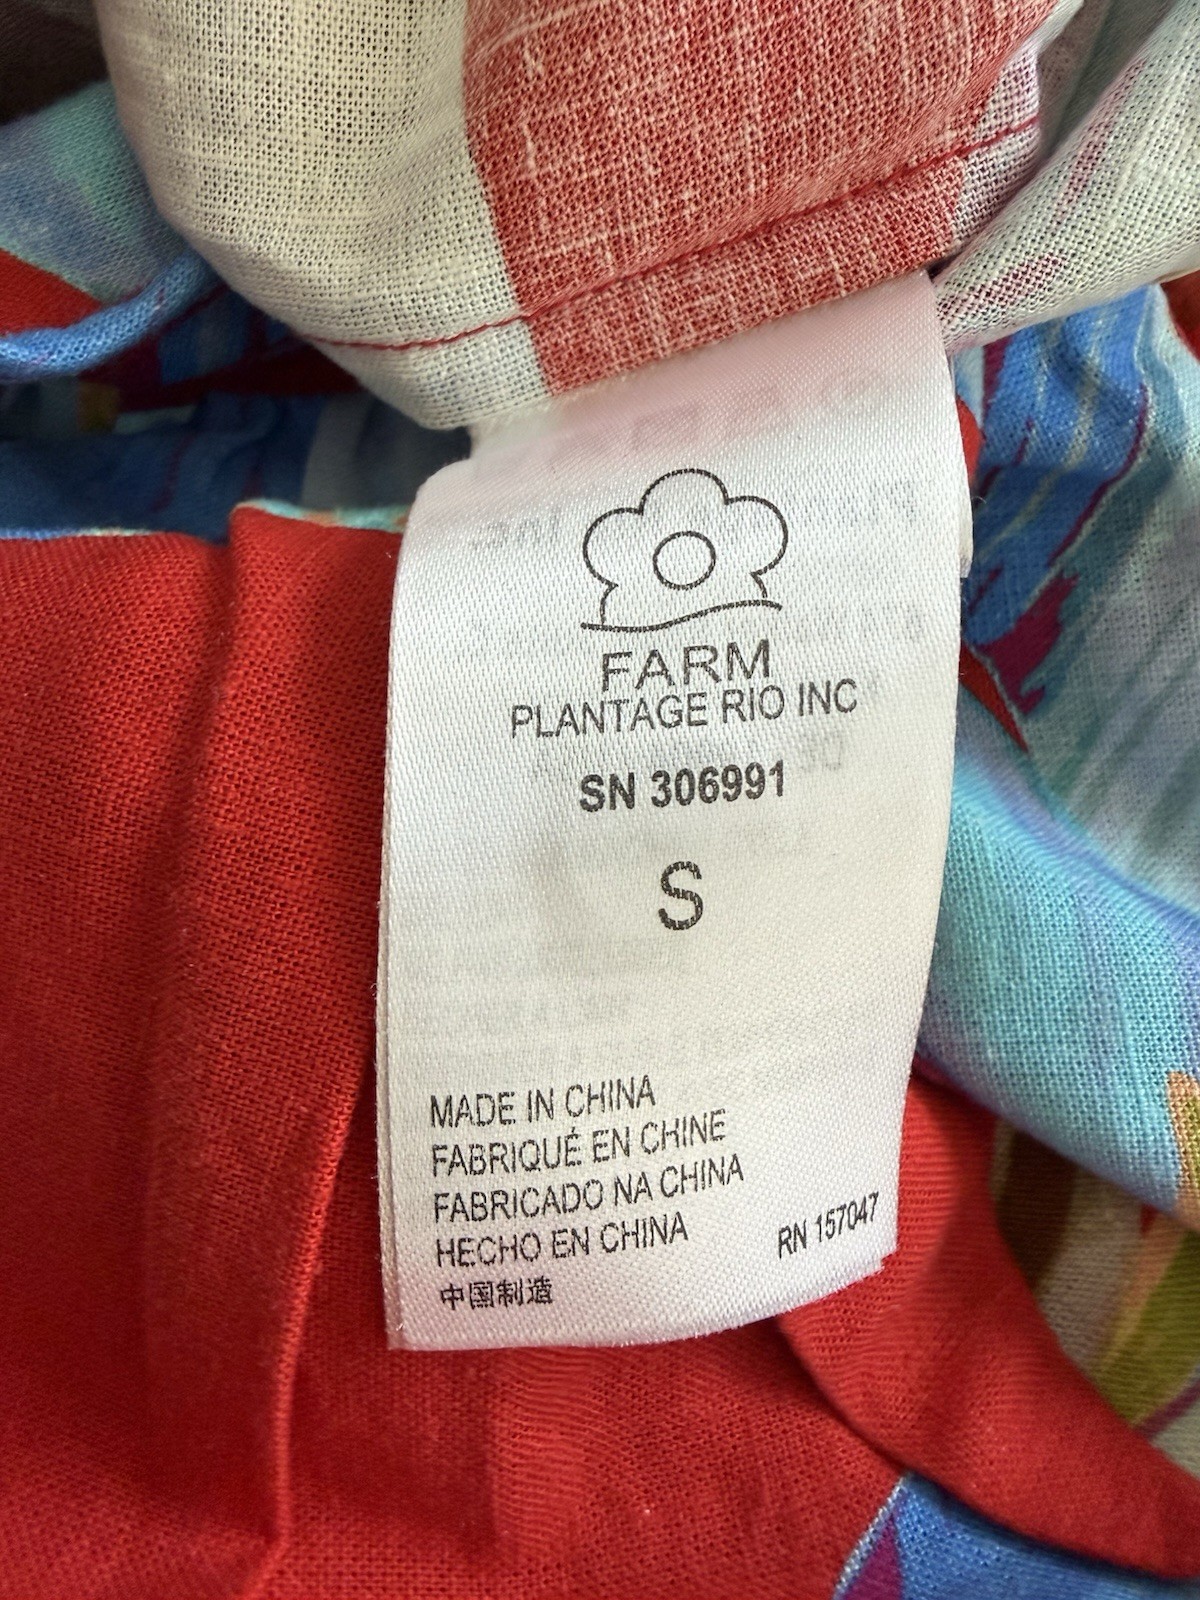 FARM
PLANTAGE RIO INC
SN 306991
S
MADE IN CHINA
FABRIQUÉ EN CHINE
FABRICADO NA CHINA
HECHO EN CHINA
中国制造
RN 157047